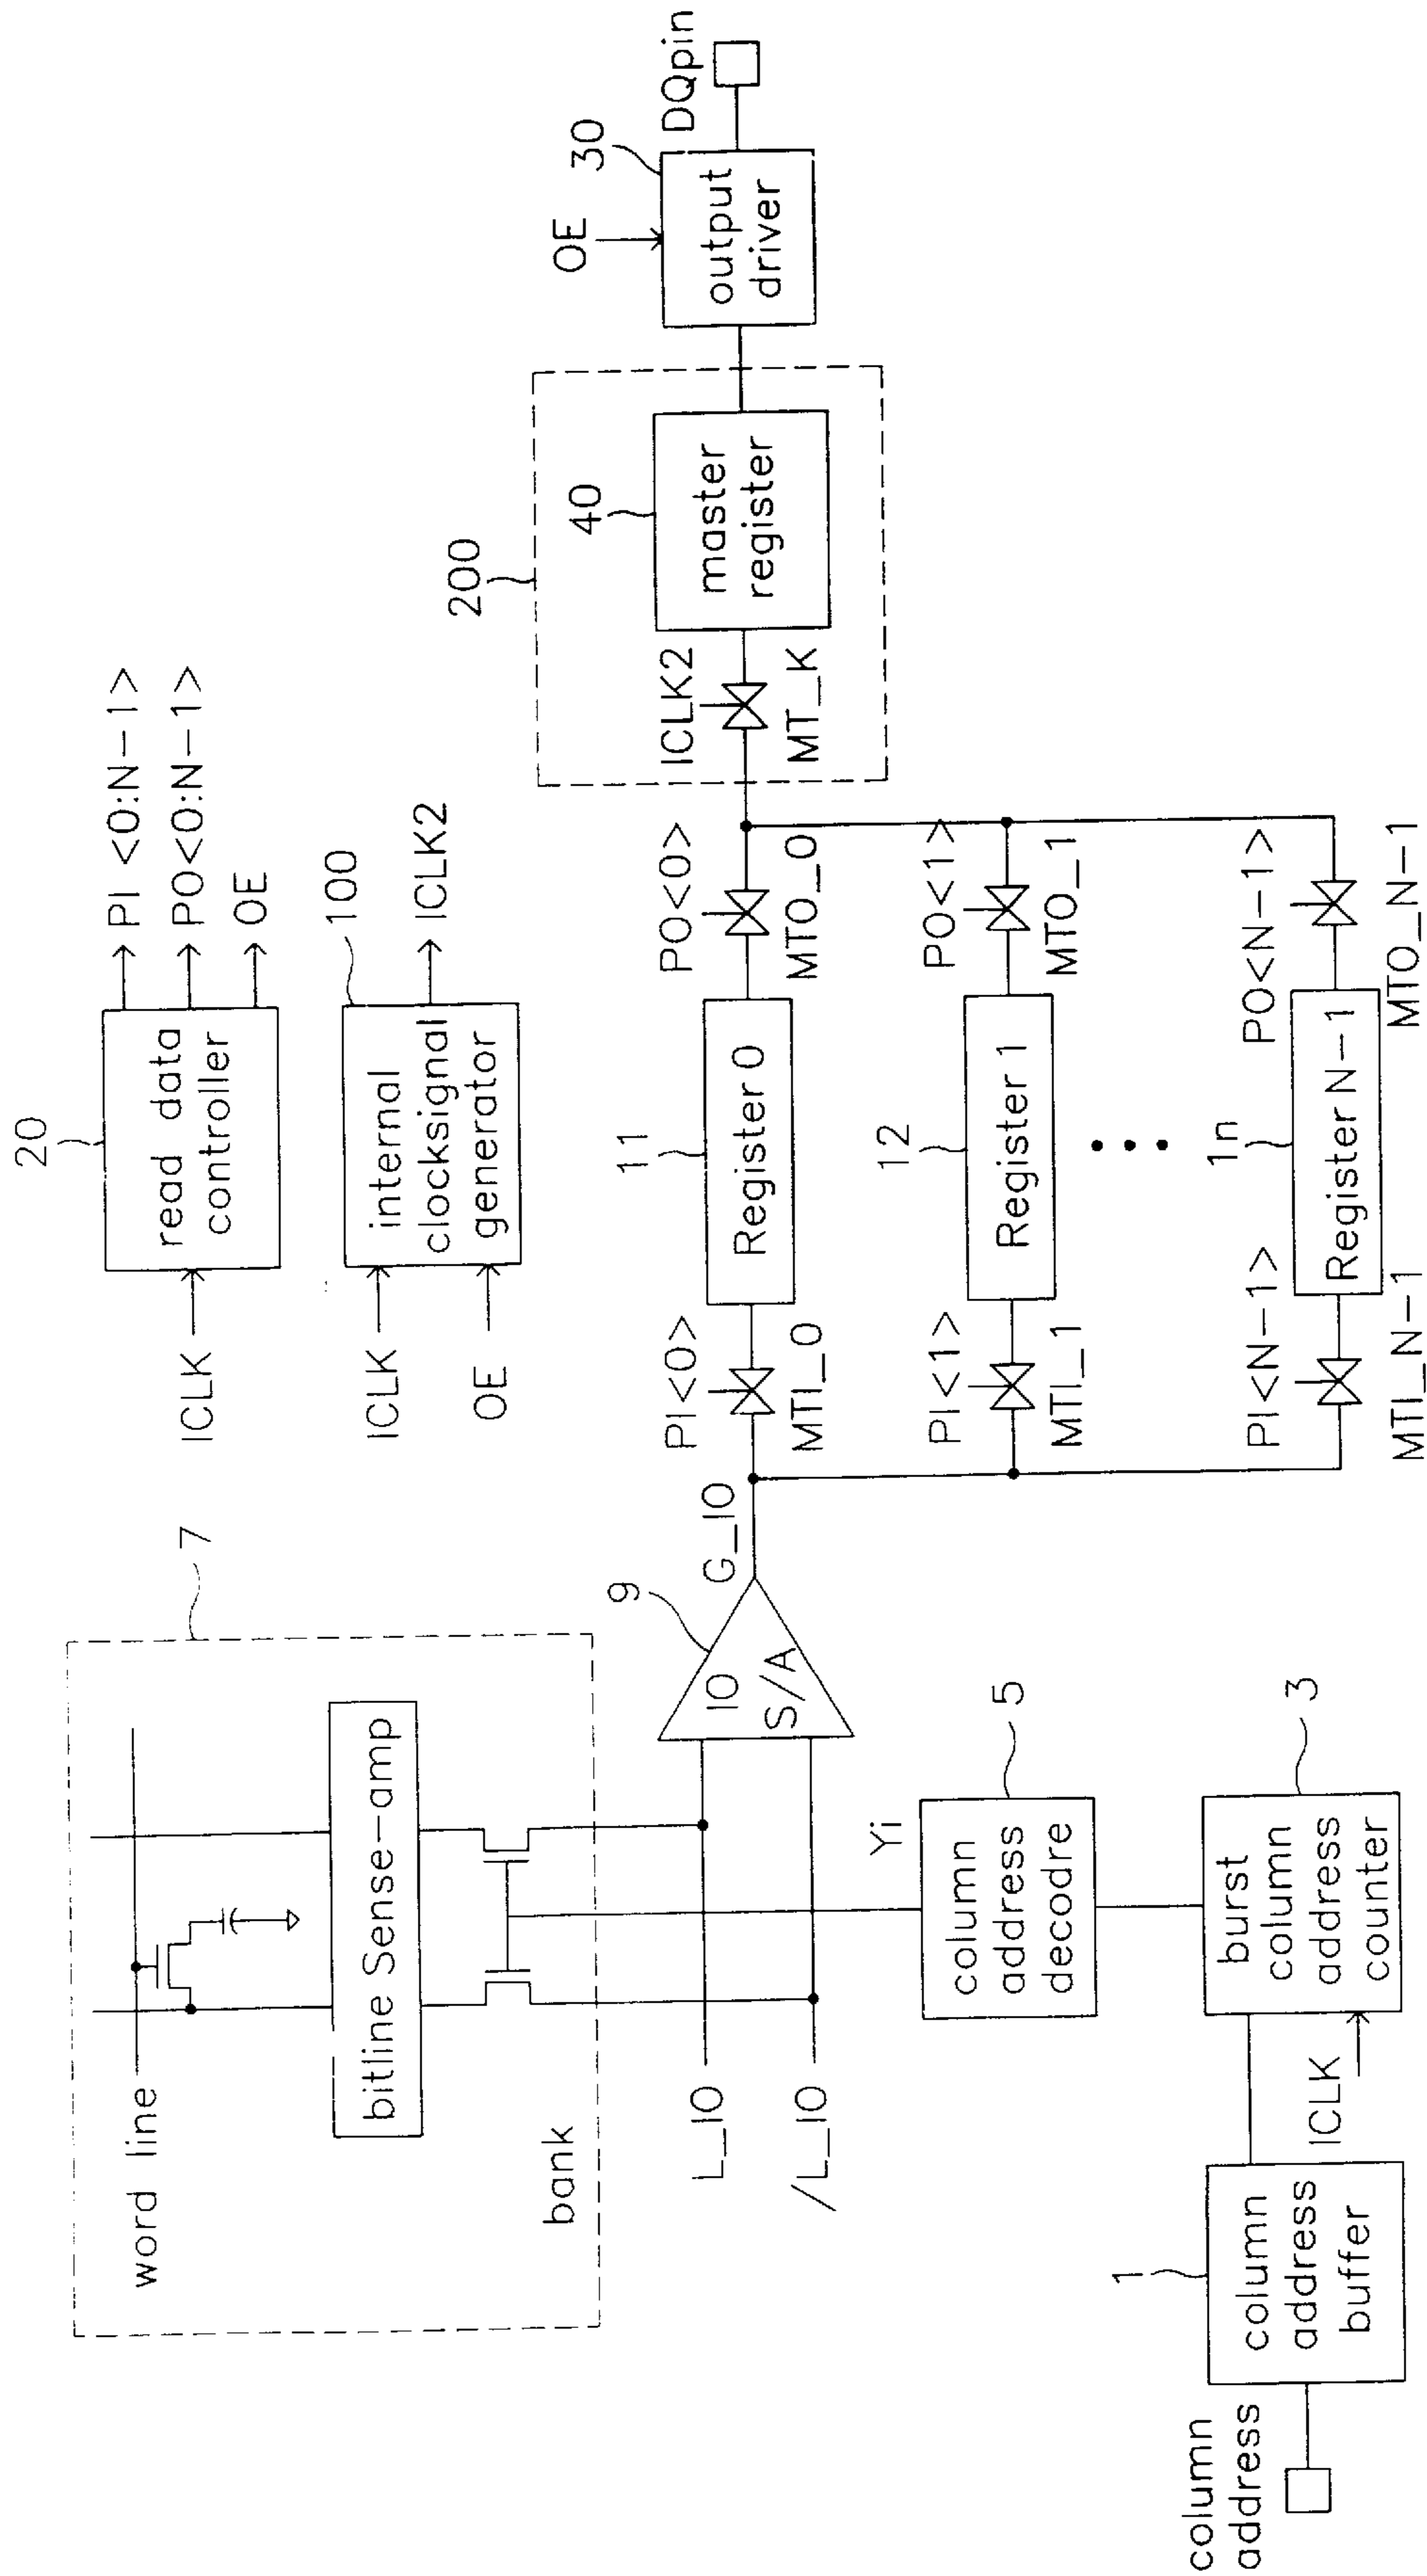 word line
bitline Sense-amp
bank
7
20
read data
controller
ICLK
PI<0:N-1>
PO<0:N-1>
OE
100
internal
clocksignal
generator
ICLK
OE
ICLK2
L_IO
/L_IO
9
IO
S/A
G_IO
PI<0>
MTI_0
11
Register 0
PO<0>
MTO_0
PI<1>
MTI_1
12
Register 1
PO<1>
MTO_1
PI<N-1>
MTI_N-1
1n
Register N-1
PO<N-1>
MTO_N-1
200
ICLK2
MT_K
40
master
register
OE
30
output
driver
DQpin
Yi
5
column
address
decodre
3
burst
column
address
counter
ICLK
1
column
address
buffer
column
address